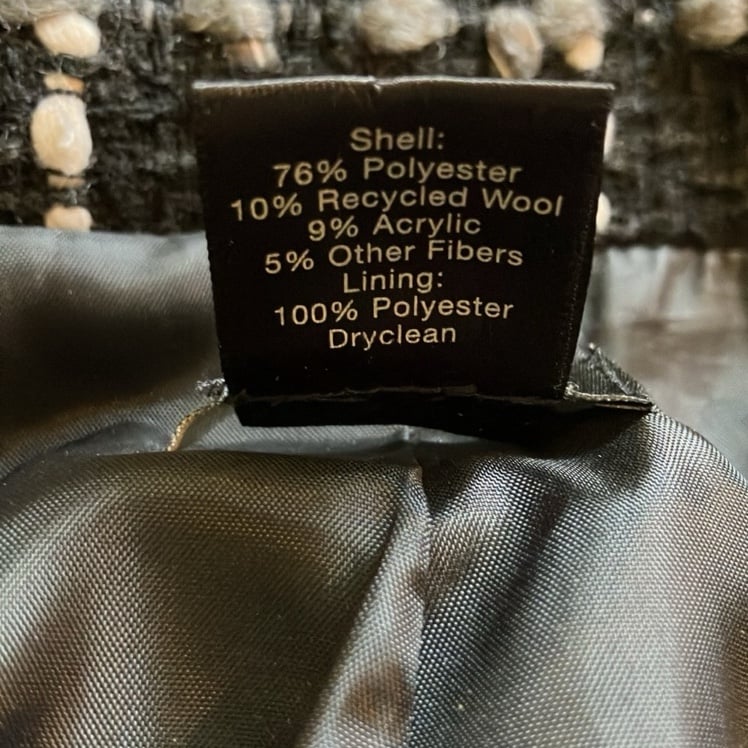 Shell:
76% Polyester
10% Recycled Wool
9% Acrylic
5% Other Fibers
Lining:
100% Polyester
Dryclean